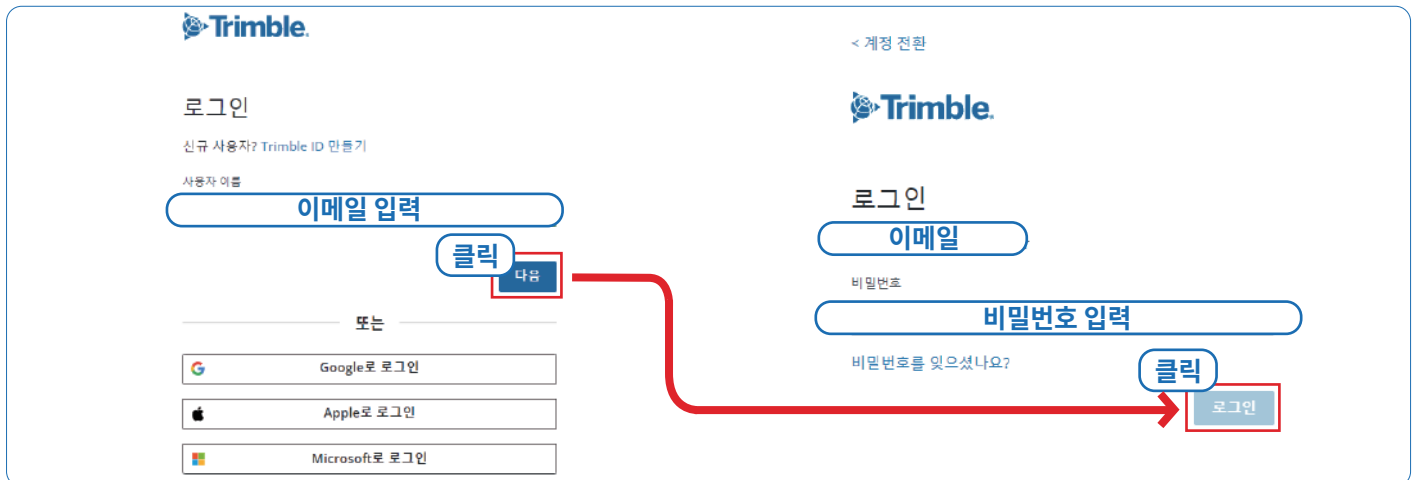 Trimble.
로그인
신규 사용자? Trimble ID 만들기
사용자 이름
이메일 입력
클릭
다음
또는
Google로 로그인
Apple로 로그인
Microsoft로 로그인
< 계정 전환
Trimble.
로그인
이메일
비밀번호
비밀번호 입력
비밀번호를 잊으셨나요?
클릭
로그인